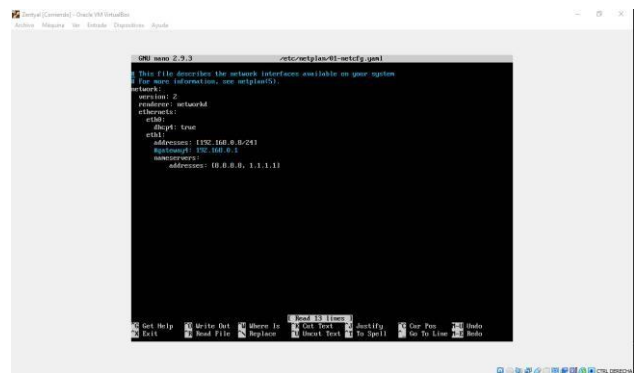 Zentyal [Corriendo] - Oracle VM VirtualBox
Archivo Máquina Ver Entrada Dispositivos Ayuda
GNU nano 2.9.3 /etc/netplan/01-netcfg.yaml
# This file describes the network interfaces available on your system
# For more information, see netplan(5).
network:
version: 2
renderer: networkd
ethernets:
eth0:
dhcp4: true
eth1:
addresses: [192.168.0.8/24]
#gateway4: 192.168.0.1
nameservers:
addresses: [8.8.8.8, 1.1.1.1]
[ Read 13 lines ]
^G Get Help ^O Write Out ^W Where Is ^K Cut Text ^J Justify ^C Cur Pos M-U Undo
^X Exit ^R Read File ^\ Replace ^U Uncut Text ^T To Spell ^_ Go To Line M-E Redo
CTRL DERECHA